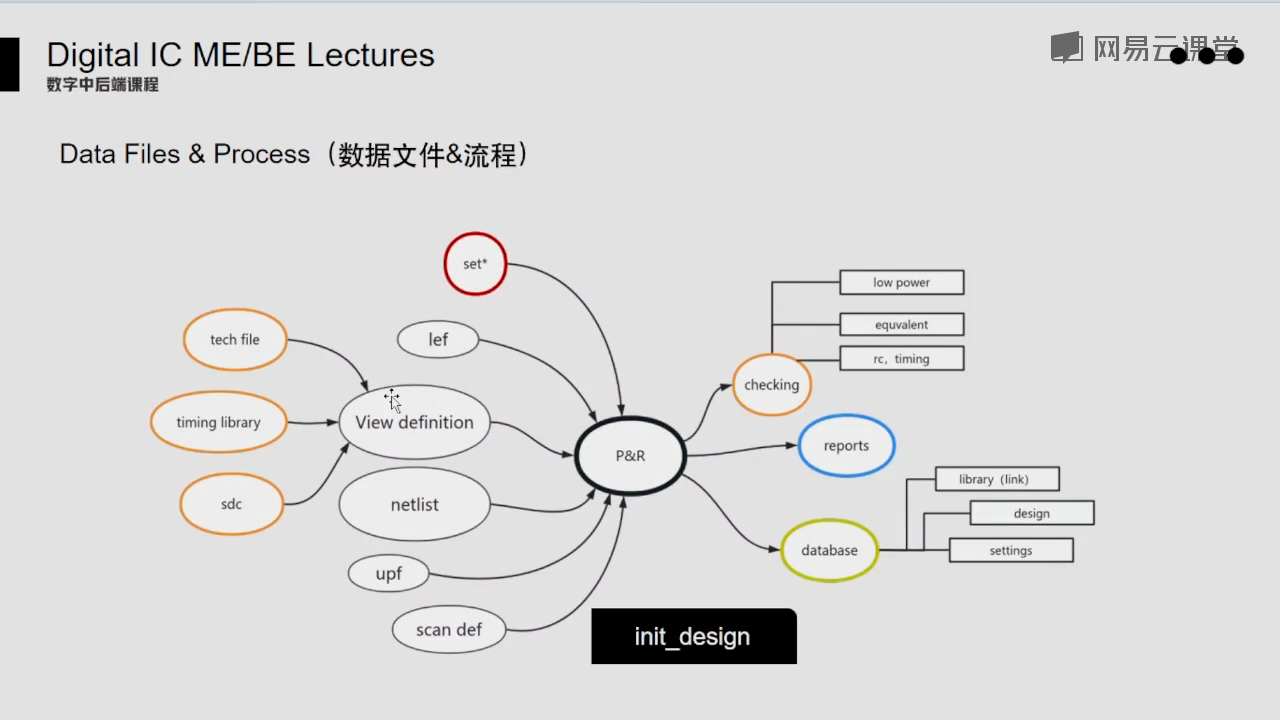 Digital IC ME/BE Lectures
数字中后端课程
网易云课堂
Data Files & Process（数据文件&流程）
set*
low power
tech file
lef
equvalent
rc，timing
checking
timing library
View definition
P&R
reports
sdc
netlist
library（link）
design
database
settings
upf
scan def
init_design